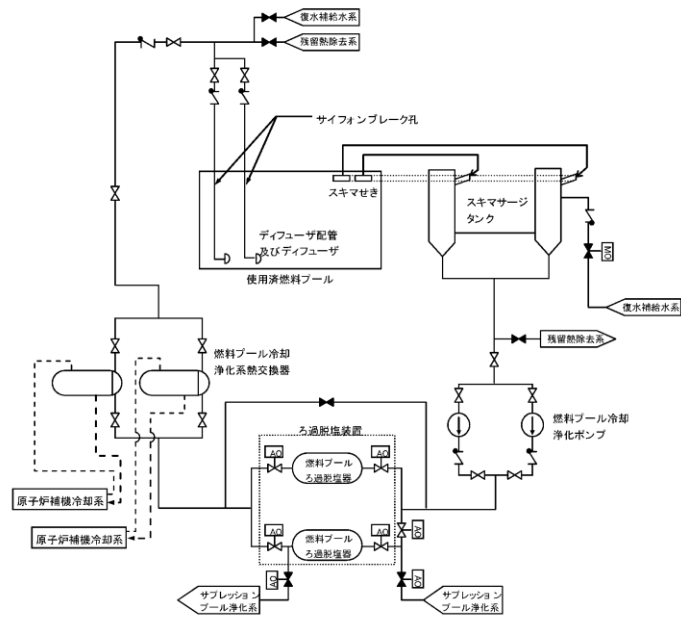 復水補給水系
残留熱除去系
サイフォンブレーク孔
スキマせき
スキマサージ
タンク
ディフューザ配管
及びディフューザ
使用済燃料プール
MO
復水補給水系
残留熱除去系
燃料プール冷却
浄化系熱交換器
燃料プール冷却
浄化ポンプ
ろ過脱塩装置
AO
AO
燃料プール
ろ過脱塩器
原子炉補機冷却系
原子炉補機冷却系
AO
AO
AO
燃料プール
ろ過脱塩器
AO
AO
サプレッション
プール浄化系
サプレッション
プール浄化系